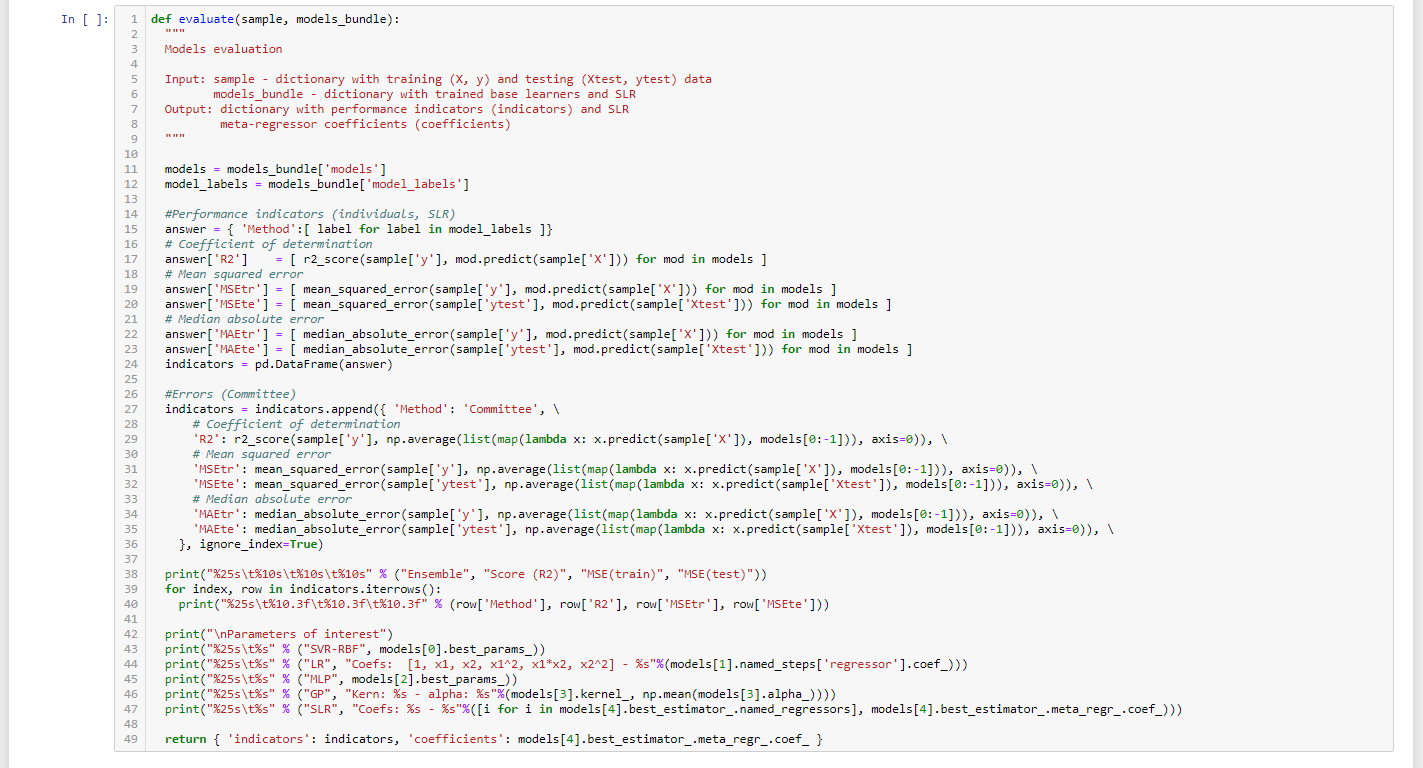 In [ ]:
1 def evaluate(sample, models_bundle):
2   """
3   Models evaluation
4
5   Input: sample - dictionary with training (X, y) and testing (Xtest, ytest) data
6          models_bundle - dictionary with trained base learners and SLR
7   Output: dictionary with performance indicators (indicators) and SLR
8           meta-regressor coefficients (coefficients)
9   """
10
11   models = models_bundle['models']
12   model_labels = models_bundle['model_labels']
13
14   #Performance indicators (individuals, SLR)
15   answer = { 'Method':[ label for label in model_labels ]}
16   # Coefficient of determination
17   answer['R2']    = [ r2_score(sample['y'], mod.predict(sample['X'])) for mod in models ]
18   # Mean squared error
19   answer['MSEtr'] = [ mean_squared_error(sample['y'], mod.predict(sample['X'])) for mod in models ]
20   answer['MSEte'] = [ mean_squared_error(sample['ytest'], mod.predict(sample['Xtest'])) for mod in models ]
21   # Median absolute error
22   answer['MAEtr'] = [ median_absolute_error(sample['y'], mod.predict(sample['X'])) for mod in models ]
23   answer['MAEte'] = [ median_absolute_error(sample['ytest'], mod.predict(sample['Xtest'])) for mod in models ]
24   indicators = pd.DataFrame(answer)
25
26   #Errors (Committee)
27   indicators = indicators.append({ 'Method': 'Committee', \
28       # Coefficient of determination
29       'R2': r2_score(sample['y'], np.average(list(map(lambda x: x.predict(sample['X']), models[0:-1])), axis=0)), \
30       # Mean squared error
31       'MSEtr': mean_squared_error(sample['y'], np.average(list(map(lambda x: x.predict(sample['X']), models[0:-1])), axis=0)), \
32       'MSEte': mean_squared_error(sample['ytest'], np.average(list(map(lambda x: x.predict(sample['Xtest']), models[0:-1])), axis=0)), \
33       # Median absolute error
34       'MAEtr': median_absolute_error(sample['y'], np.average(list(map(lambda x: x.predict(sample['X']), models[0:-1])), axis=0)), \
35       'MAEte': median_absolute_error(sample['ytest'], np.average(list(map(lambda x: x.predict(sample['Xtest']), models[0:-1])), axis=0)), \
36     }, ignore_index=True)
37
38   print("%25s\t%10s\t%10s\t%10s" % ("Ensemble", "Score (R2)", "MSE(train)", "MSE(test)"))
39   for index, row in indicators.iterrows():
40     print("%25s\t%10.3f\t%10.3f\t%10.3f" % (row['Method'], row['R2'], row['MSEtr'], row['MSEte']))
41
42   print("\nParameters of interest")
43   print("%25s\t%s" % ("SVR-RBF", models[0].best_params_))
44   print("%25s\t%s" % ("LR", "Coefs:  [1, x1, x2, x1^2, x1*x2, x2^2] - %s"%(models[1].named_steps['regressor'].coef_)))
45   print("%25s\t%s" % ("MLP", models[2].best_params_))
46   print("%25s\t%s" % ("GP", "Kern: %s - alpha: %s"%(models[3].kernel_, np.mean(models[3].alpha_))))
47   print("%25s\t%s" % ("SLR", "Coefs: %s - %s"%([i for i in models[4].best_estimator_.named_regressors], models[4].best_estimator_.meta_regr_.coef_)))
48
49   return { 'indicators': indicators, 'coefficients': models[4].best_estimator_.meta_regr_.coef_ }